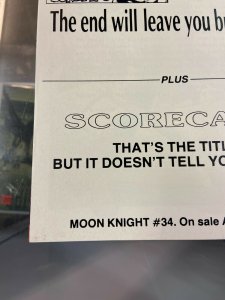 The end will leave you b
PLUS
SCORECA
THAT'S THE TITL
BUT IT DOESN'T TELL YO
MOON KNIGHT #34. On sale A